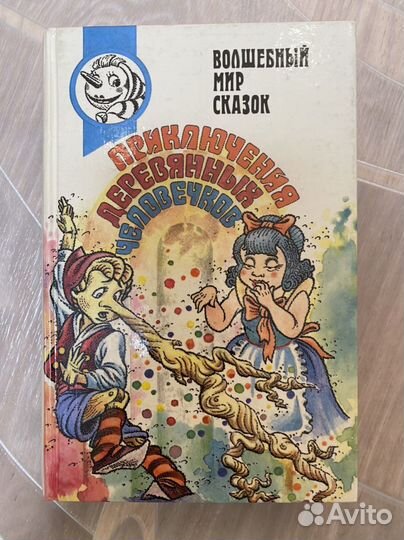 ВОЛШЕБНЫЙ
МИР
СКАЗОК
ПРИКЛЮЧЕНИЯ
ДЕРЕВЯННЫХ
ЧЕЛОВЕЧКОВ
Avito